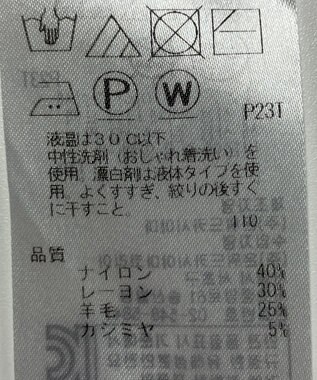 P
W
P23T
液温は30℃以下
中性洗剤（おしゃれ着洗い）を
使用。漂白剤は液体タイプを使
用。よくすすぎ、絞りの後すぐ
に干すこと。
110
品質
ナイロン 40%
レーヨン 30%
羊毛 25%
カシミヤ 5%